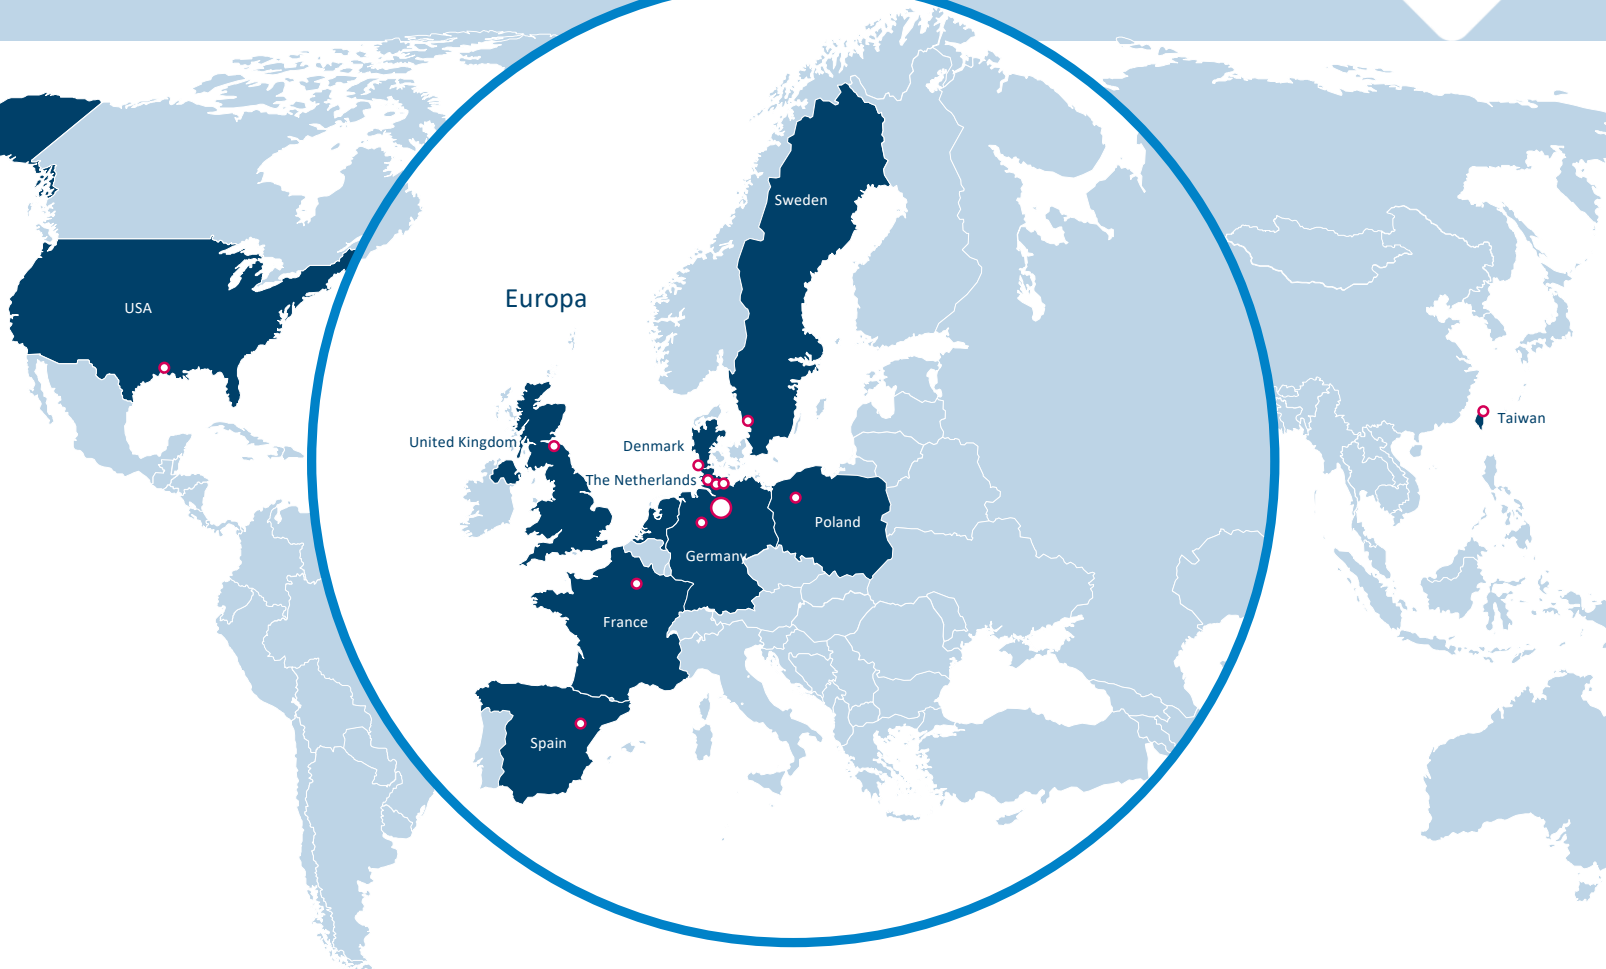 Sweden
Europa
USA
Taiwan
United Kingdom
Denmark
The Netherlands
Poland
Germany
France
Spain